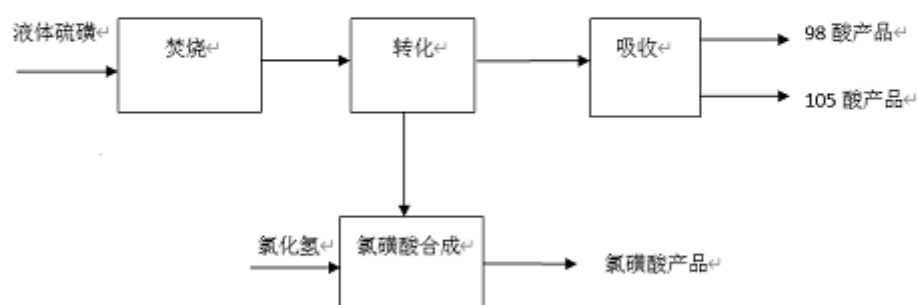 液体硫磺
焚烧
转化
吸收
98 酸产品
105 酸产品
氯化氢
氯磺酸合成
氯磺酸产品